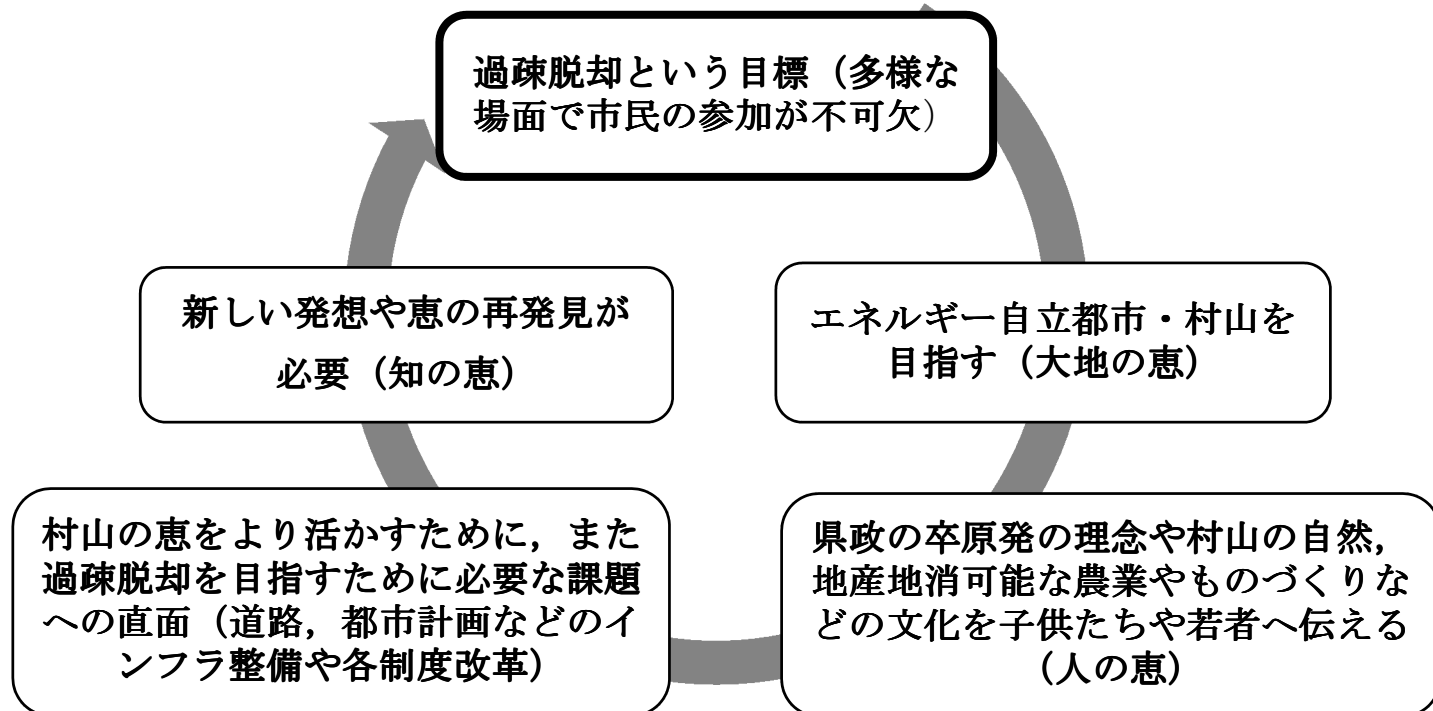 過疎脱却という目標（多様な
場面で市民の参加が不可欠）
新しい発想や恵の再発見が
必要（知の恵）
エネルギー自立都市・村山を
目指す（大地の恵）
村山の恵をより活かすために，また
過疎脱却を目指すために必要な課題
への直面（道路，都市計画などのイ
ンフラ整備や各制度改革）
県政の卒原発の理念や村山の自然，
地産地消可能な農業やものづくりな
どの文化を子供たちや若者へ伝える
（人の恵）